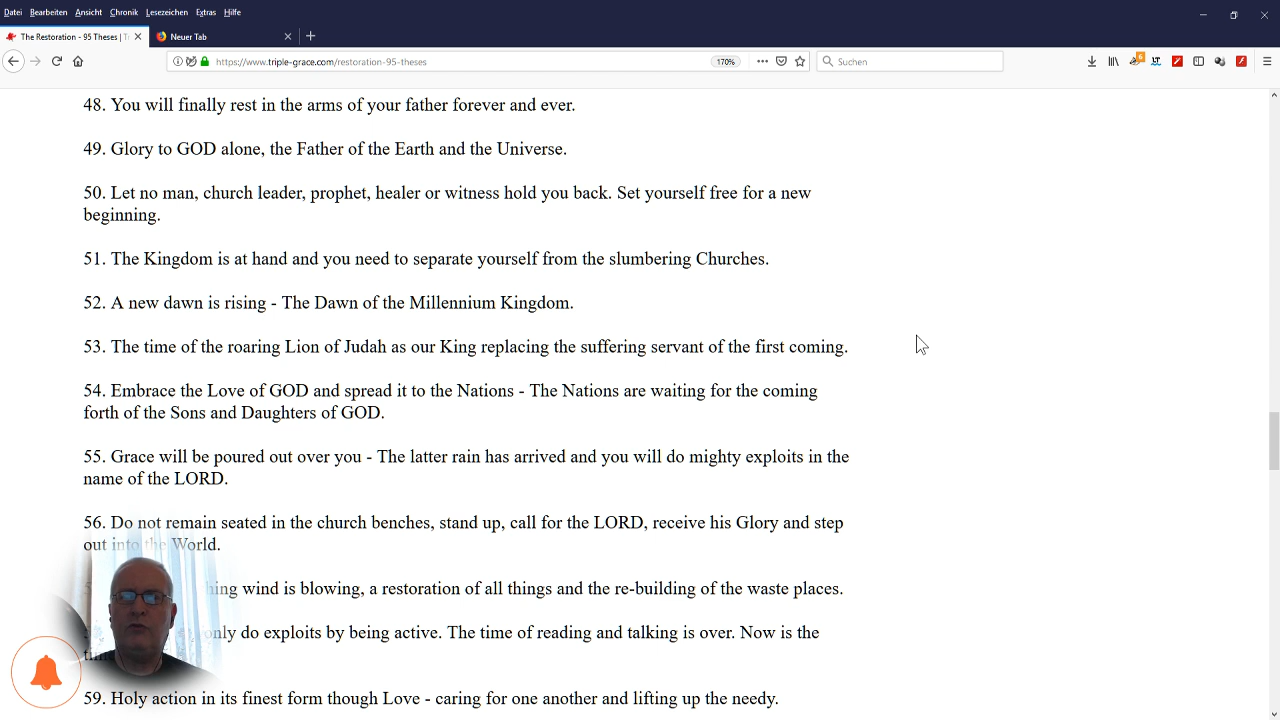 Datei Bearbeiten Ansicht Chronik Lesezeichen Extras Hilfe
The Restoration - 95 Theses | Tr
Neuer Tab
https://www.triple-grace.com/restoration-95-theses
170%
Suchen
48. You will finally rest in the arms of your father forever and ever.
49. Glory to GOD alone, the Father of the Earth and the Universe.
50. Let no man, church leader, prophet, healer or witness hold you back. Set yourself free for a new
beginning.
51. The Kingdom is at hand and you need to separate yourself from the slumbering Churches.
52. A new dawn is rising - The Dawn of the Millennium Kingdom.
53. The time of the roaring Lion of Judah as our King replacing the suffering servant of the first coming.
54. Embrace the Love of GOD and spread it to the Nations - The Nations are waiting for the coming
forth of the Sons and Daughters of GOD.
55. Grace will be poured out over you - The latter rain has arrived and you will do mighty exploits in the
name of the LORD.
56. Do not remain seated in the church benches, stand up, call for the LORD, receive his Glory and step
out into the World.
hing wind is blowing, a restoration of all things and the re-building of the waste places.
only do exploits by being active. The time of reading and talking is over. Now is the
59. Holy action in its finest form though Love - caring for one another and lifting up the needy.